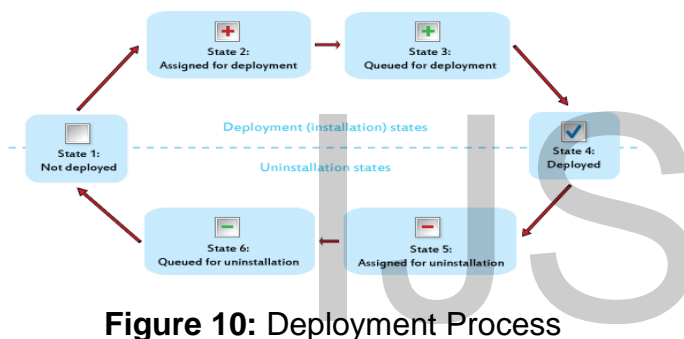 State 2:
Assigned for deployment
State 3:
Queued for deployment
Deployment (installation) states
State 1:
Not deployed
State 4:
Deployed
Uninstallation states
State 6:
Queued for uninstallation
State 5:
Assigned for uninstallation
IJS
Figure 10: Deployment Process